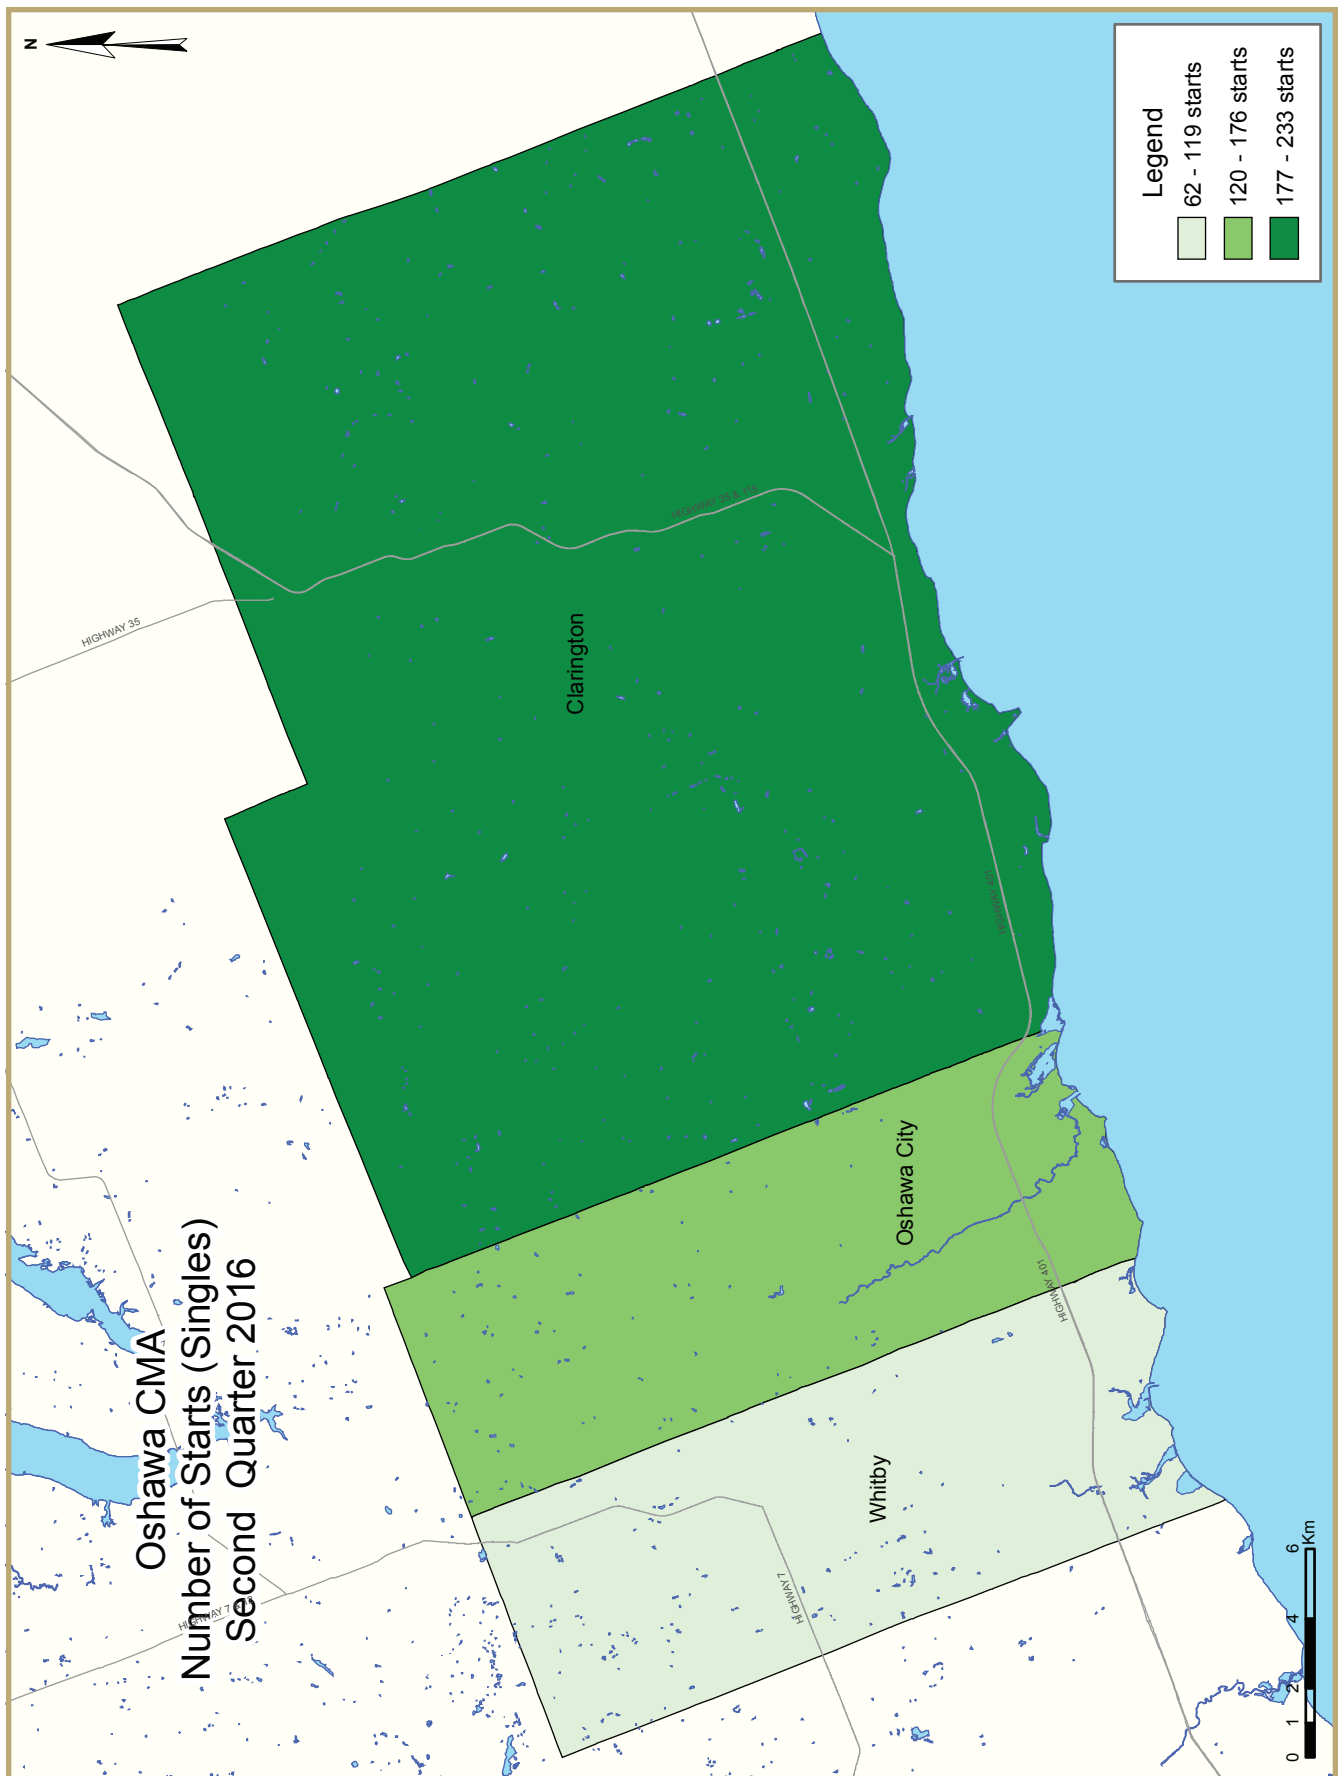 Oshawa CMA
Number of Starts (Singles)
Second Quarter 2016
N
HIGHWAY 35
HIGHWAY 35 & 115
Clarington
HIGHWAY 401
Oshawa City
HIGHWAY 401
Whitby
HIGHWAY 7
HIGHWAY 7
Legend
62 - 119 starts
120 - 176 starts
177 - 233 starts
0 1 2 4 6
Km